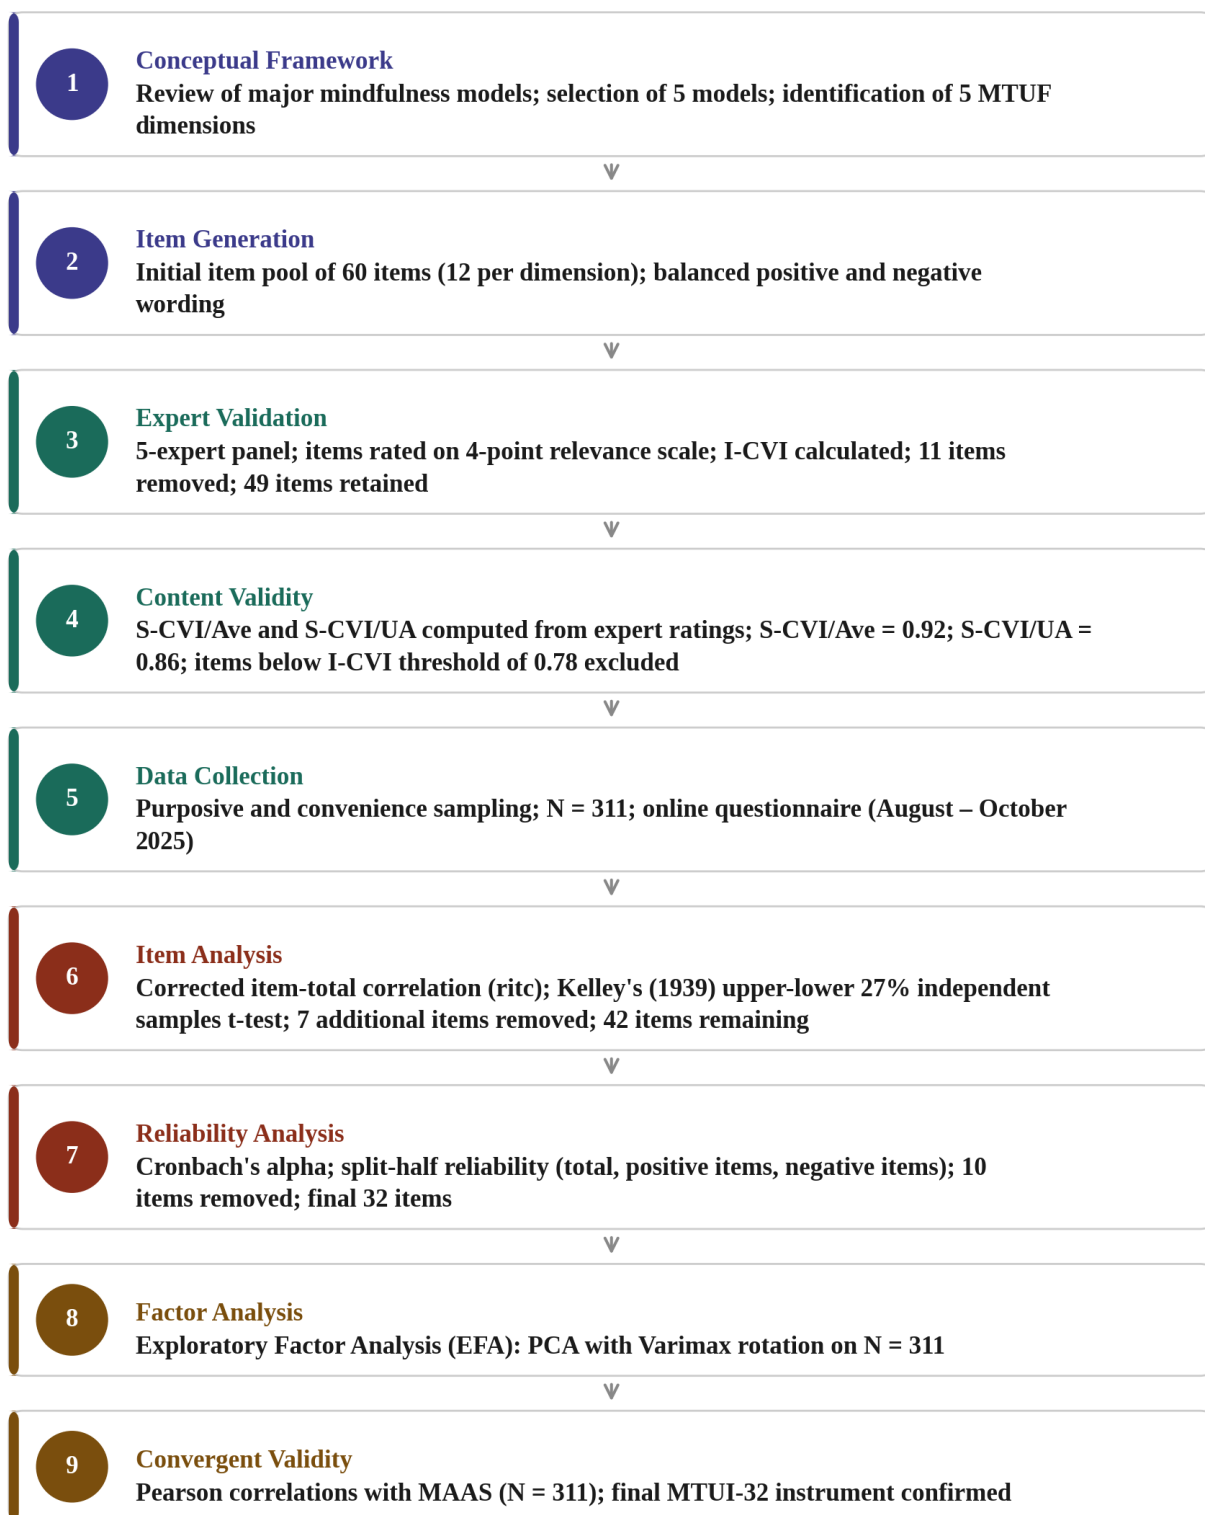 1
Conceptual Framework
Review of major mindfulness models; selection of 5 models; identification of 5 MTUF
dimensions
2
Item Generation
Initial item pool of 60 items (12 per dimension); balanced positive and negative
wording
3
Expert Validation
5-expert panel; items rated on 4-point relevance scale; I-CVI calculated; 11 items
removed; 49 items retained
4
Content Validity
S-CVI/Ave and S-CVI/UA computed from expert ratings; S-CVI/Ave = 0.92; S-CVI/UA =
0.86; items below I-CVI threshold of 0.78 excluded
5
Data Collection
Purposive and convenience sampling; N = 311; online questionnaire (August – October
2025)
6
Item Analysis
Corrected item-total correlation (ritc); Kelley's (1939) upper-lower 27% independent
samples t-test; 7 additional items removed; 42 items remaining
7
Reliability Analysis
Cronbach's alpha; split-half reliability (total, positive items, negative items); 10
items removed; final 32 items
8
Factor Analysis
Exploratory Factor Analysis (EFA): PCA with Varimax rotation on N = 311
9
Convergent Validity
Pearson correlations with MAAS (N = 311); final MTUI-32 instrument confirmed